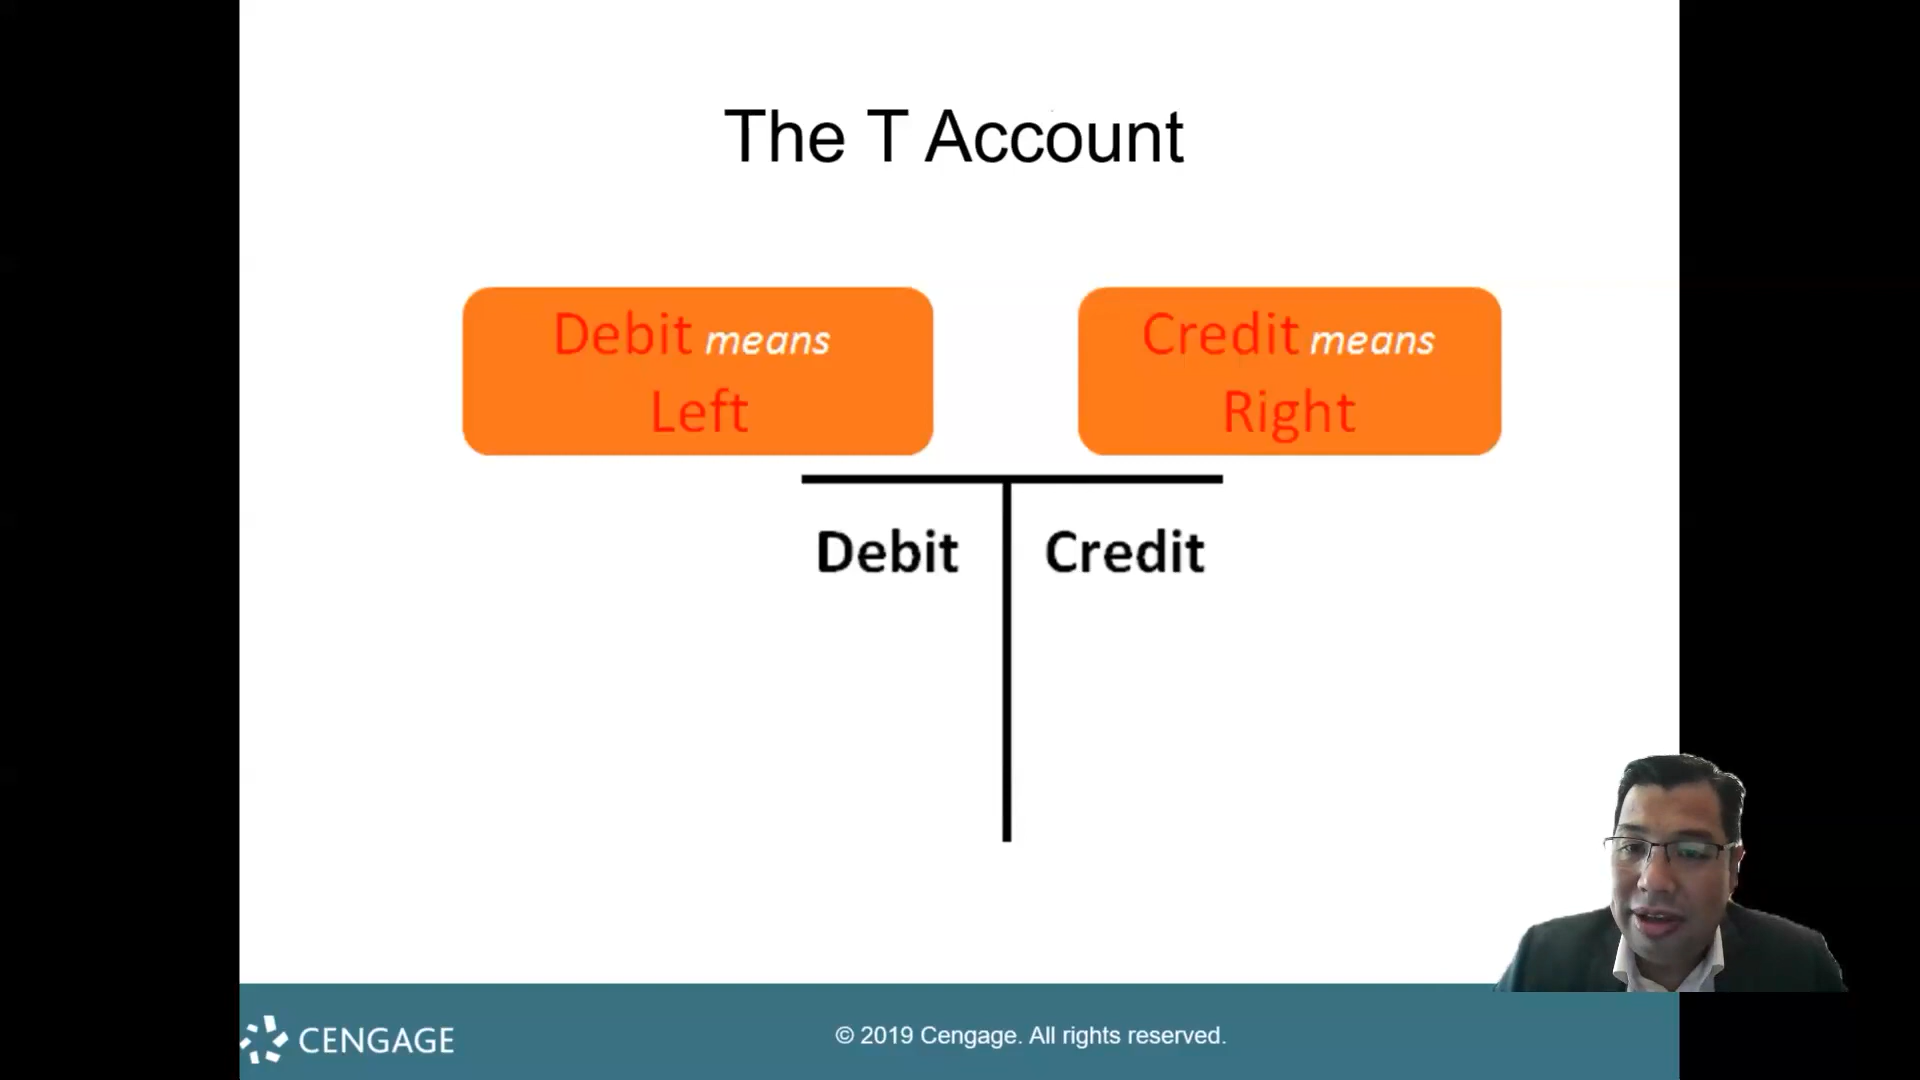 The T Account
Debit means
Left
Credit means
Right
Debit
Credit
CENGAGE
© 2019 Cengage. All rights reserved.